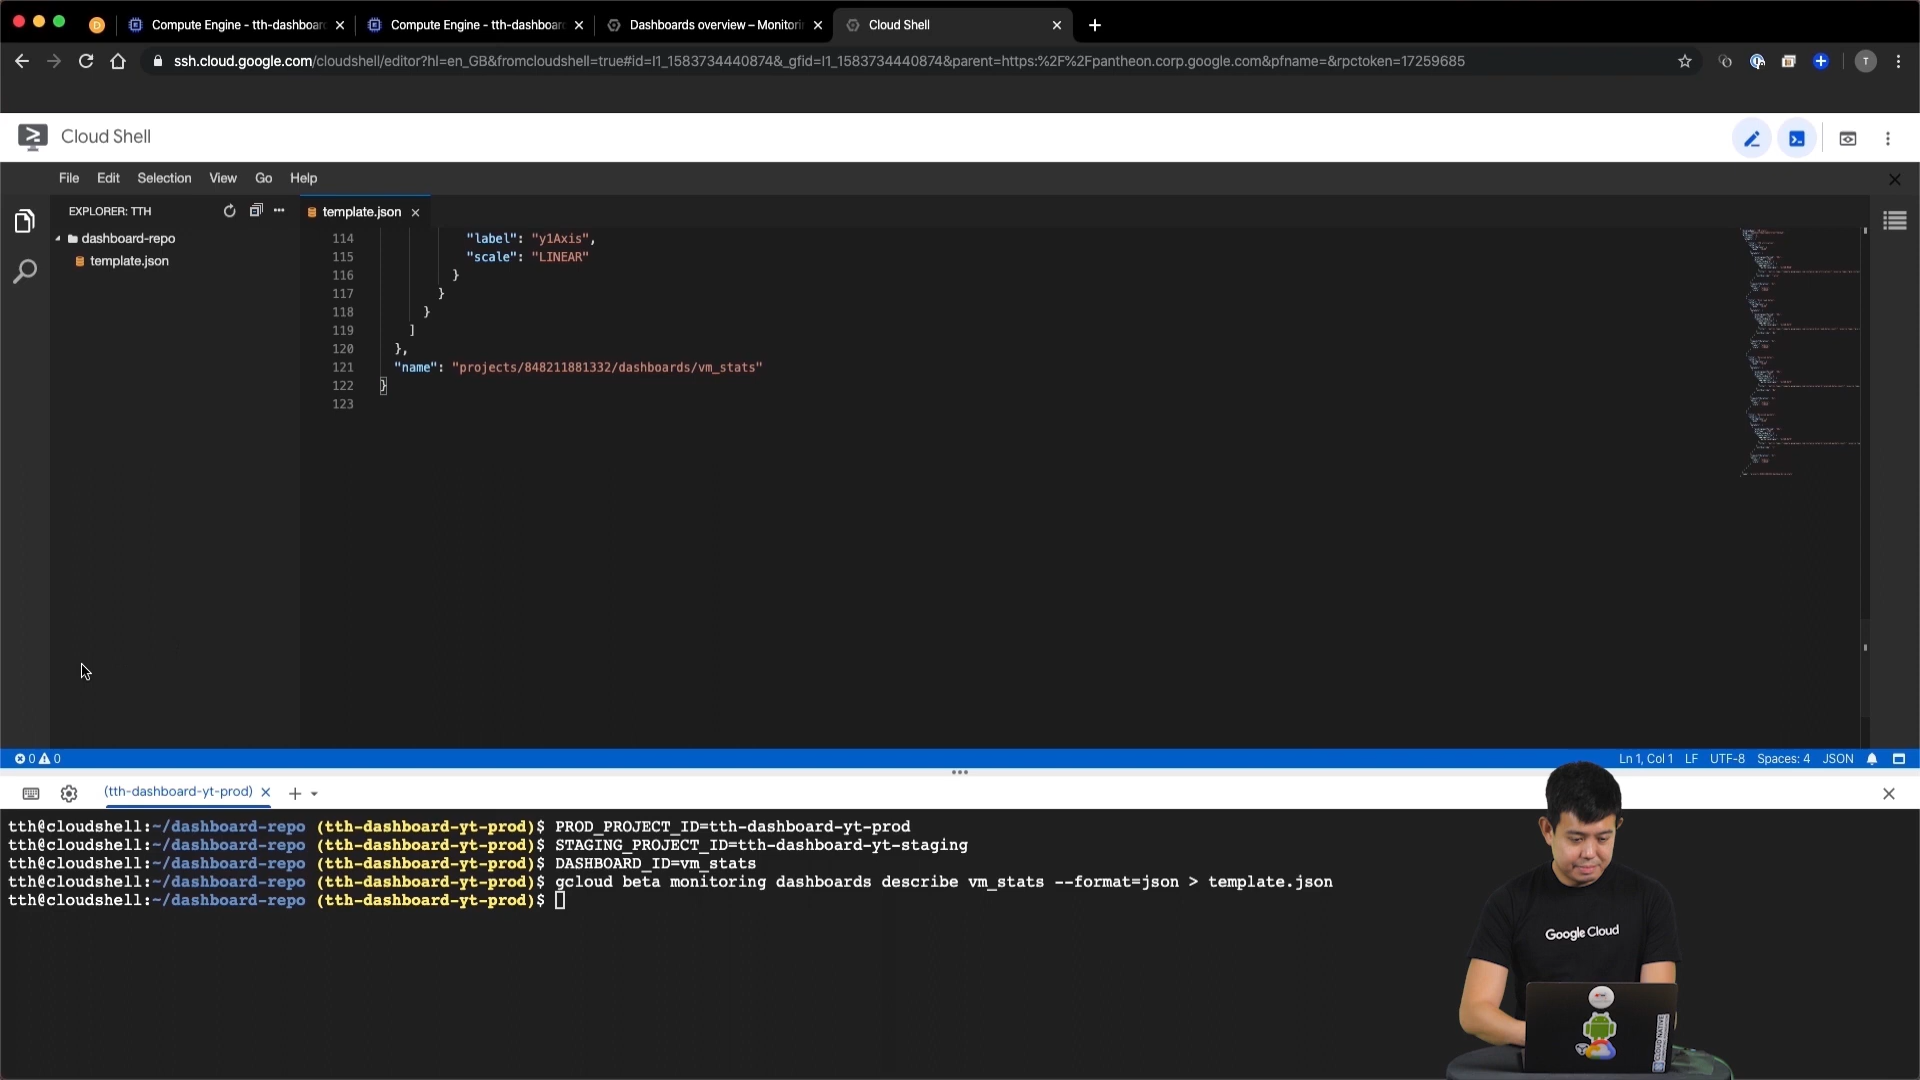 Compute Engine - tth-dashboar
Compute Engine - tth-dashboar
Dashboards overview – Monitori
Cloud Shell
ssh.cloud.google.com/cloudshell/editor?hl=en_GB&fromcloudshell=true#id=I1_1583734440874&_gfid=I1_1583734440874&parent=https:%2F%2Fpantheon.corp.google.com&pfname=&rpctoken=17259685
T
Cloud Shell
File Edit Selection View Go Help
EXPLORER: TTH
template.json
dashboard-repo
template.json
114 "label": "y1Axis",
115 "scale": "LINEAR"
116 }
117 }
118 }
119 ]
120 },
121 "name": "projects/848211881332/dashboards/vm_stats"
122 }
123
0 0
Ln 1, Col 1 LF UTF-8 Spaces: 4 JSON
(tth-dashboard-yt-prod)
tth@cloudshell:~/dashboard-repo (tth-dashboard-yt-prod)$ PROD_PROJECT_ID=tth-dashboard-yt-prod
tth@cloudshell:~/dashboard-repo (tth-dashboard-yt-prod)$ STAGING_PROJECT_ID=tth-dashboard-yt-staging
tth@cloudshell:~/dashboard-repo (tth-dashboard-yt-prod)$ DASHBOARD_ID=vm_stats
tth@cloudshell:~/dashboard-repo (tth-dashboard-yt-prod)$ gcloud beta monitoring dashboards describe vm_stats --format=json > template.json
tth@cloudshell:~/dashboard-repo (tth-dashboard-yt-prod)$
Google Cloud
CLOUD NATIVE